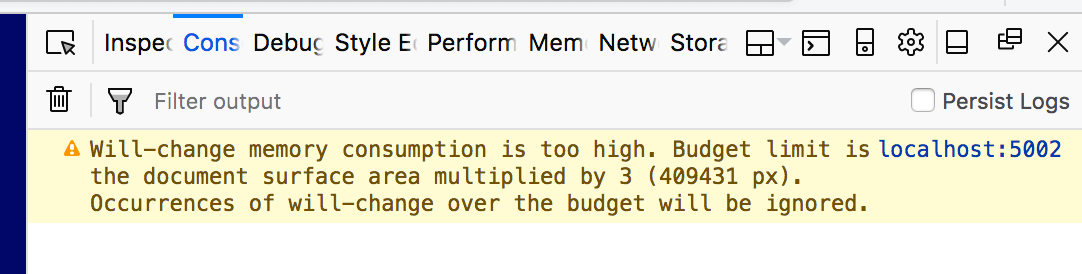 Inspec Cons Debug Style E Perform Mem Netw Stora
Filter output Persist Logs
Will-change memory consumption is too high. Budget limit is localhost:5002
the document surface area multiplied by 3 (409431 px).
Occurrences of will-change over the budget will be ignored.